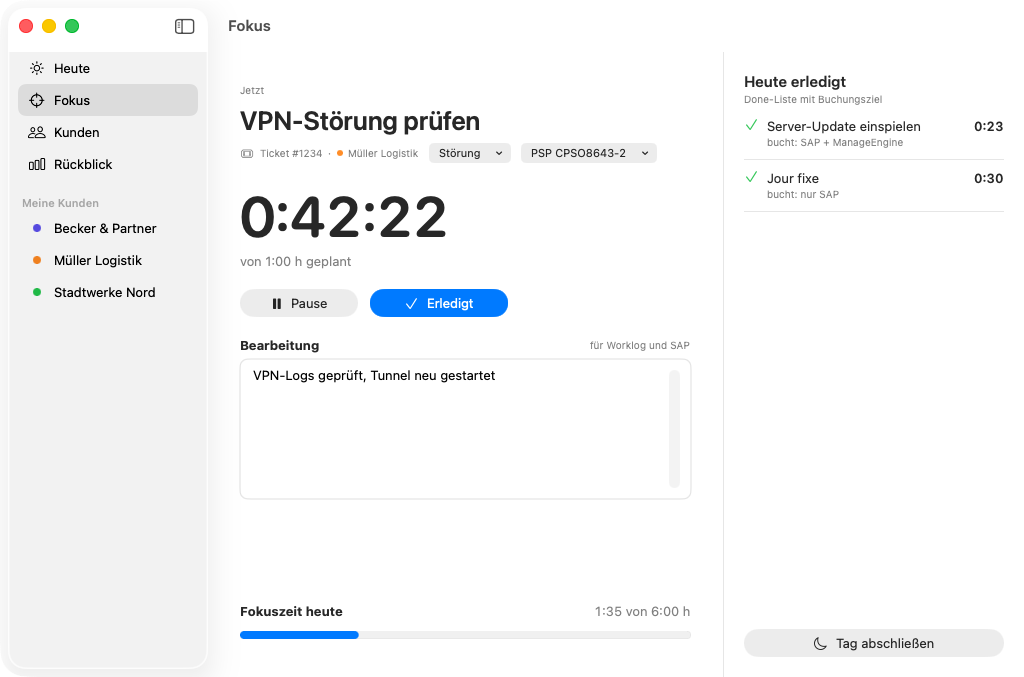 Fokus
Heute
Fokus
Kunden
Rückblick
Meine Kunden
Becker & Partner
Müller Logistik
Stadtwerke Nord
Jetzt
VPN-Störung prüfen
Ticket #1234 · Müller Logistik Störung PSP CPSO8643-2
0:42:22
von 1:00 h geplant
Pause Erledigt
Bearbeitung für Worklog und SAP
VPN-Logs geprüft, Tunnel neu gestartet
Fokuszeit heute 1:35 von 6:00 h
Heute erledigt
Done-Liste mit Buchungsziel
Server-Update einspielen 0:23
bucht: SAP + ManageEngine
Jour fixe 0:30
bucht: nur SAP
Tag abschließen